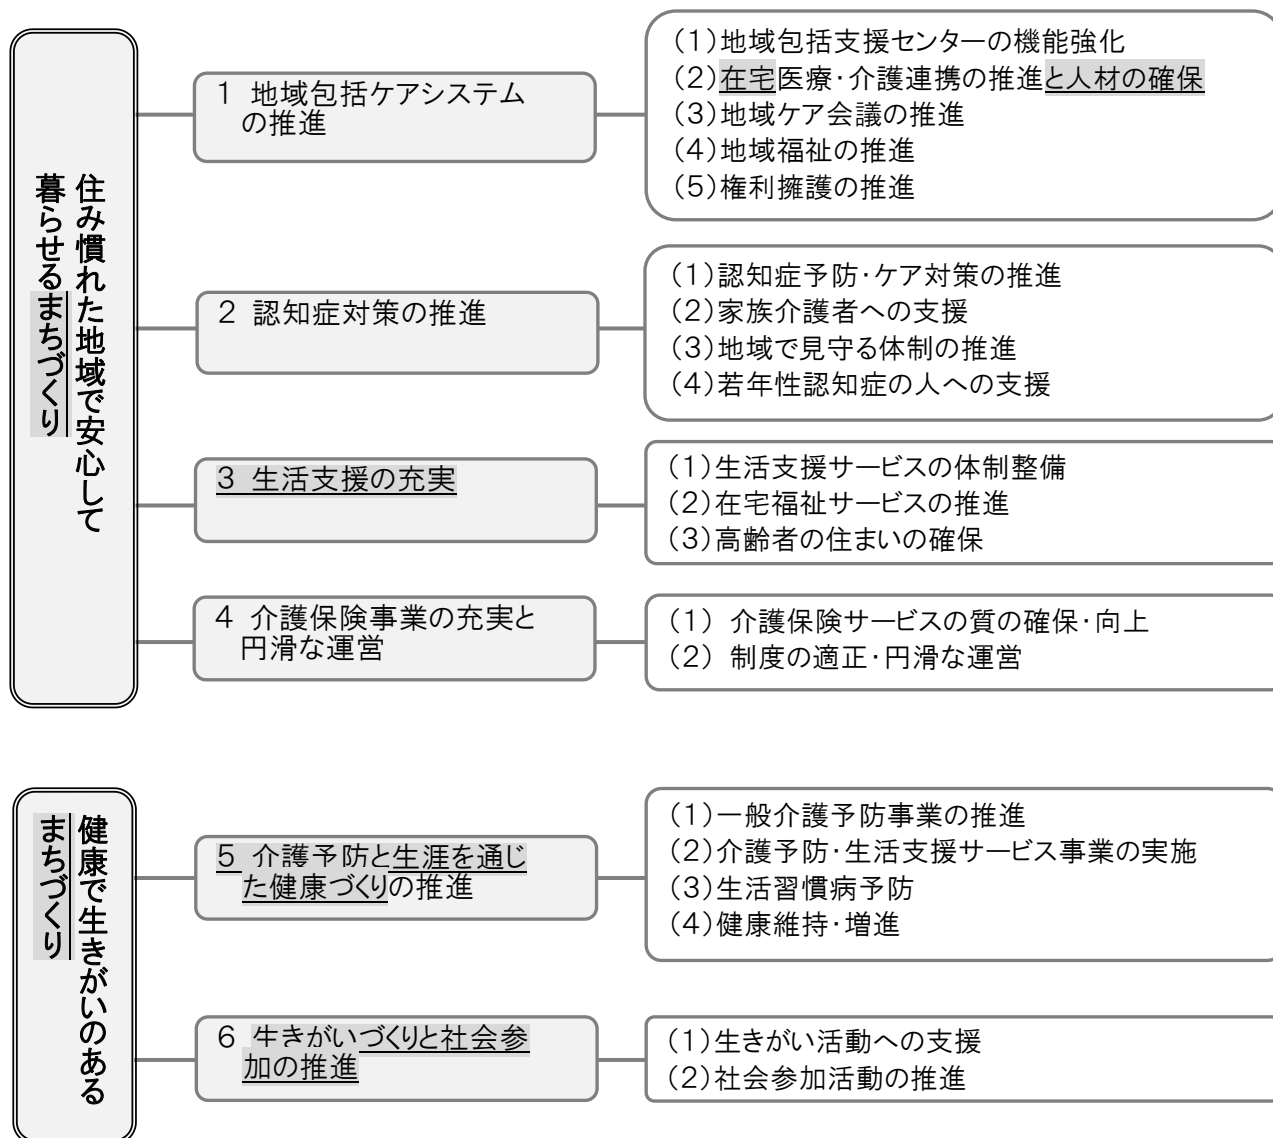 住み慣れた地域で安心して
暮らせるまちづくり
1 地域包括ケアシステム
の推進
(1)地域包括支援センターの機能強化
(2)在宅医療・介護連携の推進と人材の確保
(3)地域ケア会議の推進
(4)地域福祉の推進
(5)権利擁護の推進
2 認知症対策の推進
(1)認知症予防・ケア対策の推進
(2)家族介護者への支援
(3)地域で見守る体制の推進
(4)若年性認知症の人への支援
3 生活支援の充実
(1)生活支援サービスの体制整備
(2)在宅福祉サービスの推進
(3)高齢者の住まいの確保
4 介護保険事業の充実と
円滑な運営
(1) 介護保険サービスの質の確保・向上
(2) 制度の適正・円滑な運営
健康で生きがいのある
まちづくり
5 介護予防と生涯を通じ
た健康づくりの推進
(1)一般介護予防事業の推進
(2)介護予防・生活支援サービス事業の実施
(3)生活習慣病予防
(4)健康維持・増進
6 生きがいづくりと社会参
加の推進
(1)生きがい活動への支援
(2)社会参加活動の推進